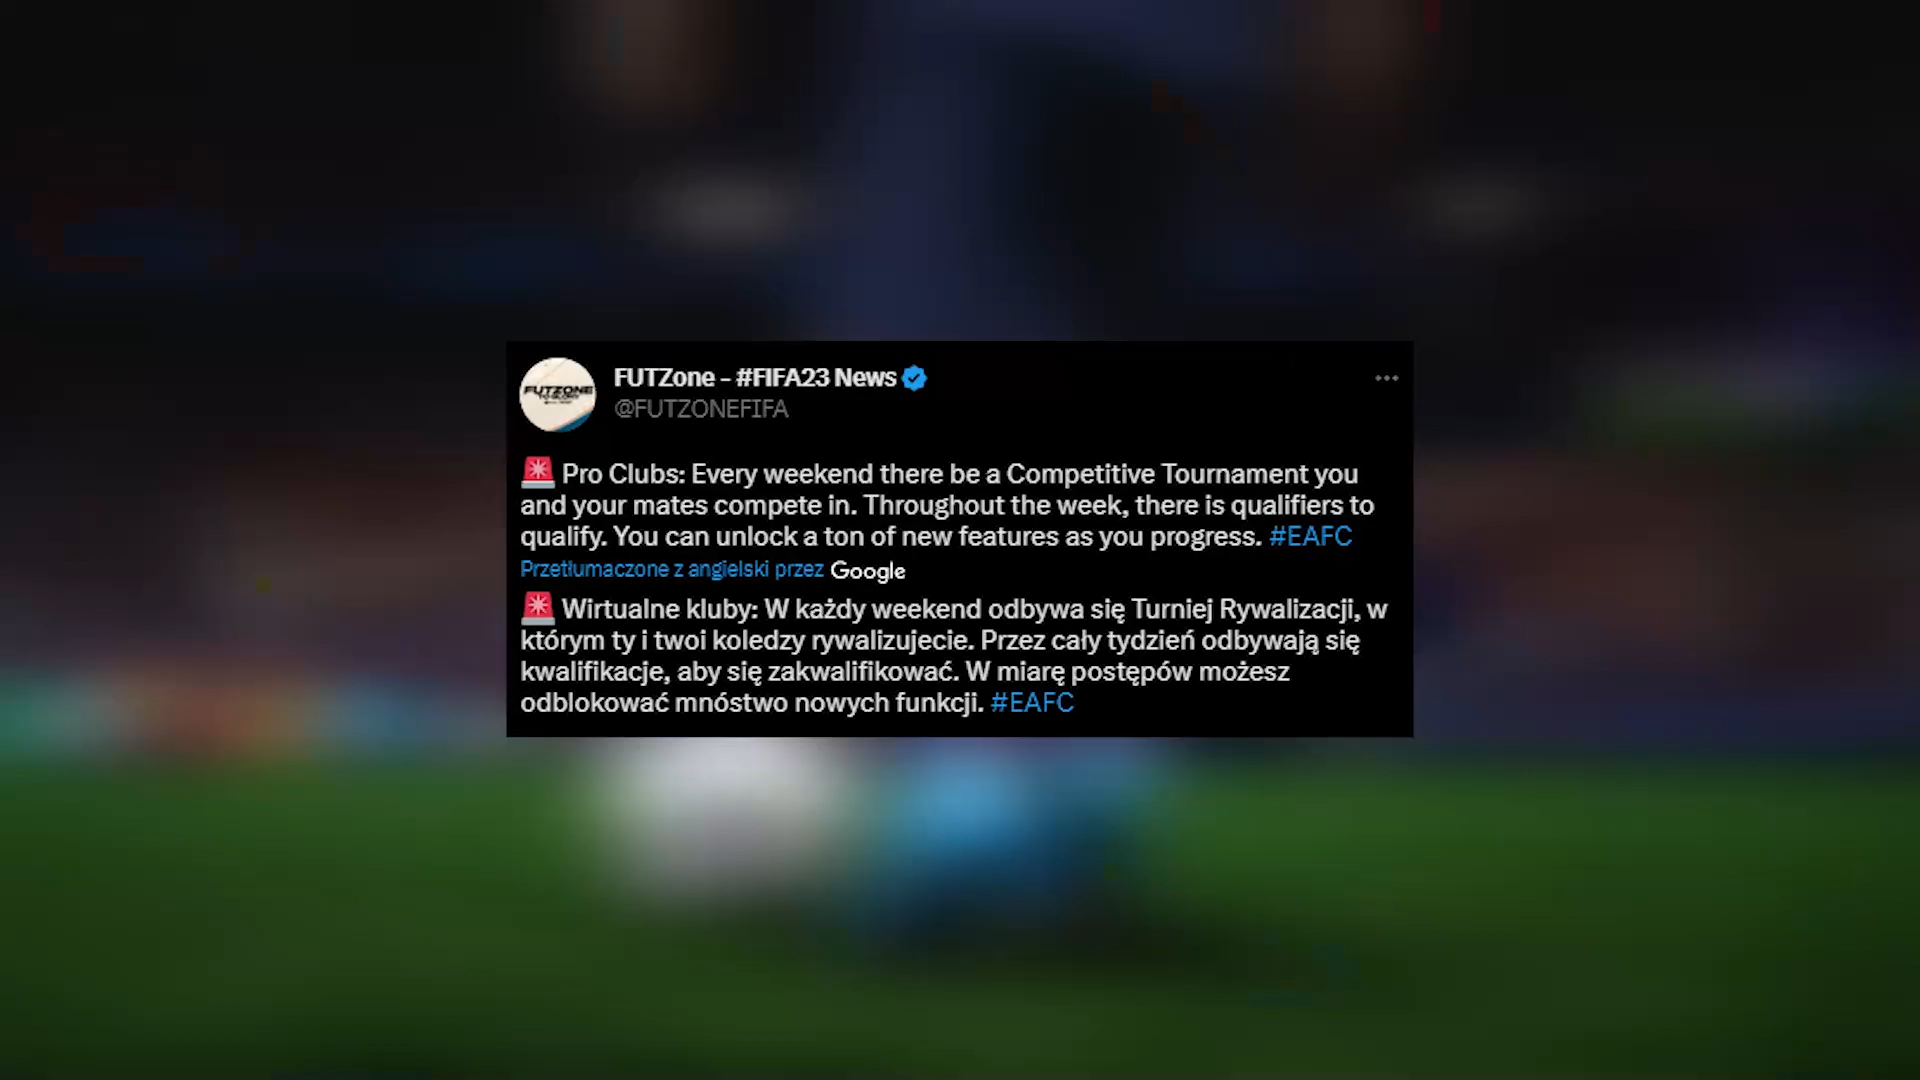 FUTZONE
FUTZone - #FIFA23 News
@FUTZONEFIFA
🚨 Pro Clubs: Every weekend there be a Competitive Tournament you
and your mates compete in. Throughout the week, there is qualifiers to
qualify. You can unlock a ton of new features as you progress. #EAFC
Przetłumaczone z angielski przez Google
🚨 Wirtualne kluby: W każdy weekend odbywa się Turniej Rywalizacji, w
którym ty i twoi koledzy rywalizujecie. Przez cały tydzień odbywają się
kwalifikacje, aby się zakwalifikować. W miarę postępów możesz
odblokować mnóstwo nowych funkcji. #EAFC